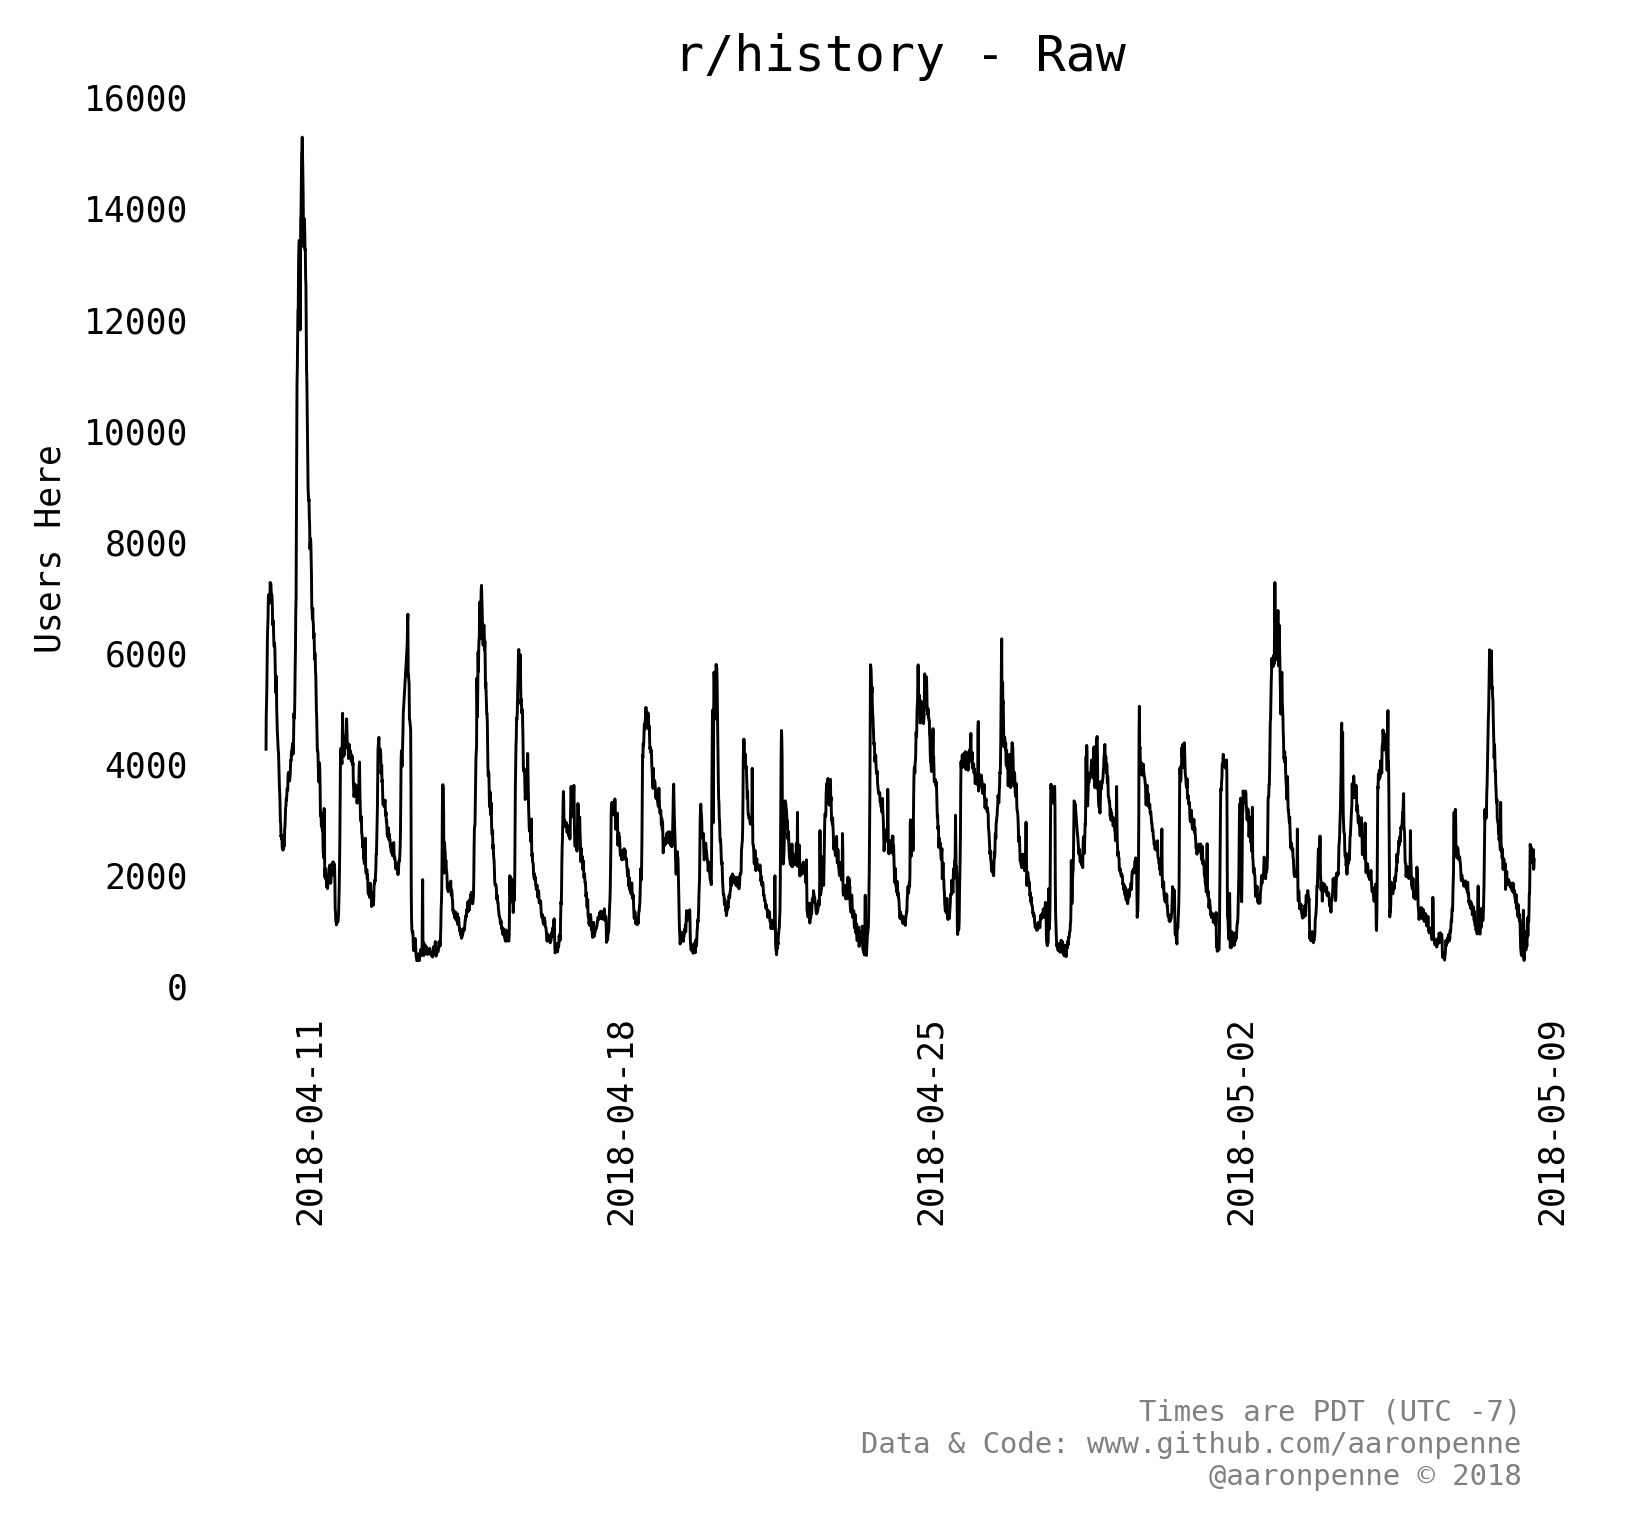 r/history - Raw
16000
14000
12000
10000
8000
6000
4000
2000
0
Users Here
2018-04-11
2018-04-18
2018-04-25
2018-05-02
2018-05-09
Times are PDT (UTC -7)
Data & Code: www.github.com/aaronpenne
@aaronpenne © 2018